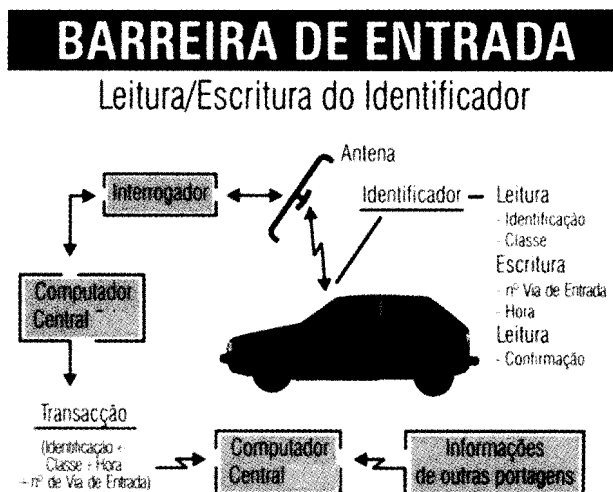 BARREIRA DE ENTRADA
Leitura/Escritura do Identificador
Antena
Interrogador
Identificador – Leitura
- Identificação
- Classe
Escritura
- nº Via de Entrada
- Hora
Leitura
- Confirmação
Computador
Central
Transacção
(Identificação +
Classe + Hora
+ nº de Via de Entrada)
Computador
Central
Informações
de outras portagens